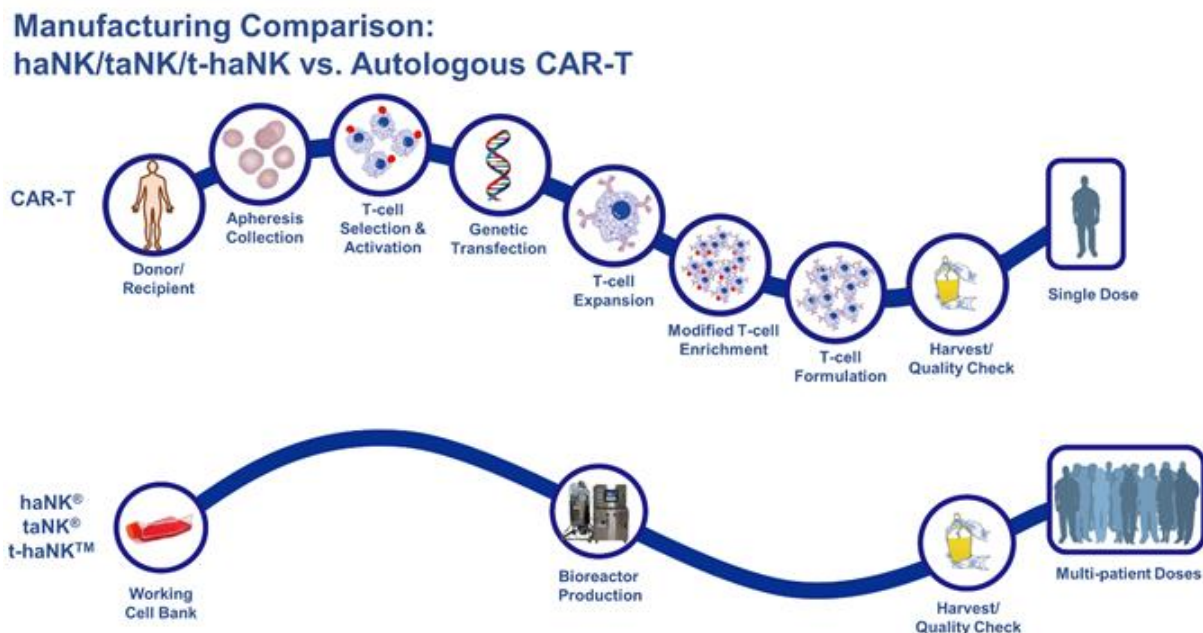 Manufacturing Comparison:
haNK/taNK/t-haNK vs. Autologous CAR-T
CAR-T
Donor/
Recipient
Apheresis
Collection
T-cell
Selection &
Activation
Genetic
Transfection
T-cell
Expansion
Modified T-cell
Enrichment
T-cell
Formulation
Harvest/
Quality Check
Single Dose
haNK®
taNK®
t-haNK™
Working
Cell Bank
Bioreactor
Production
Harvest/
Quality Check
Multi-patient Doses